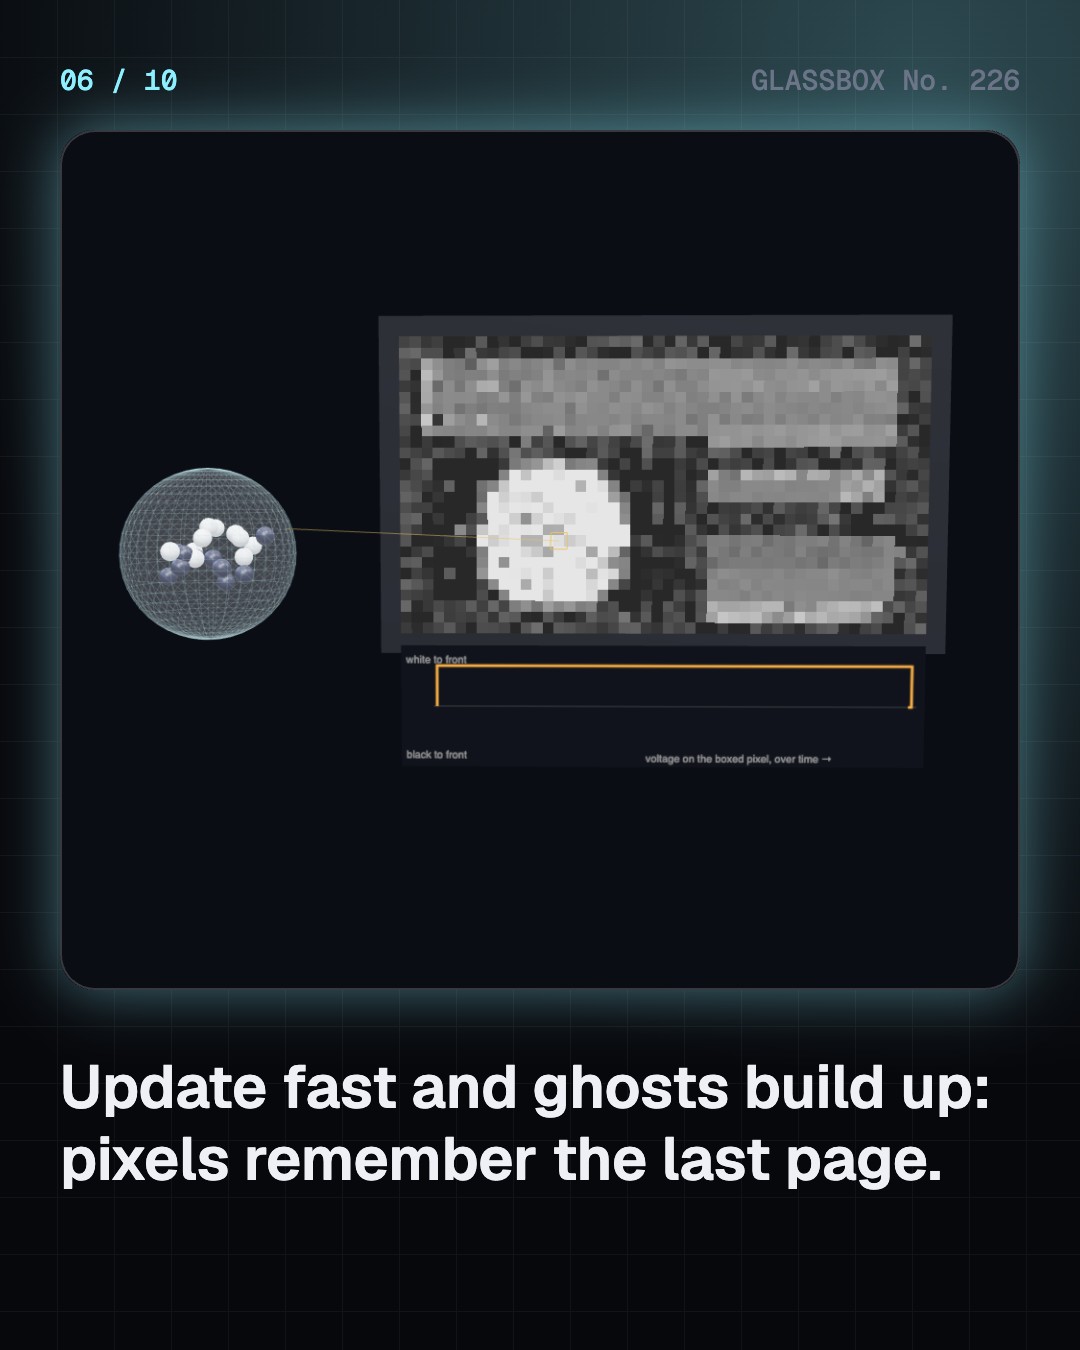 06 / 10
GLASSBOX No. 226
white to front
black to front
voltage on the boxed pixel, over time →
Update fast and ghosts build up:
pixels remember the last page.